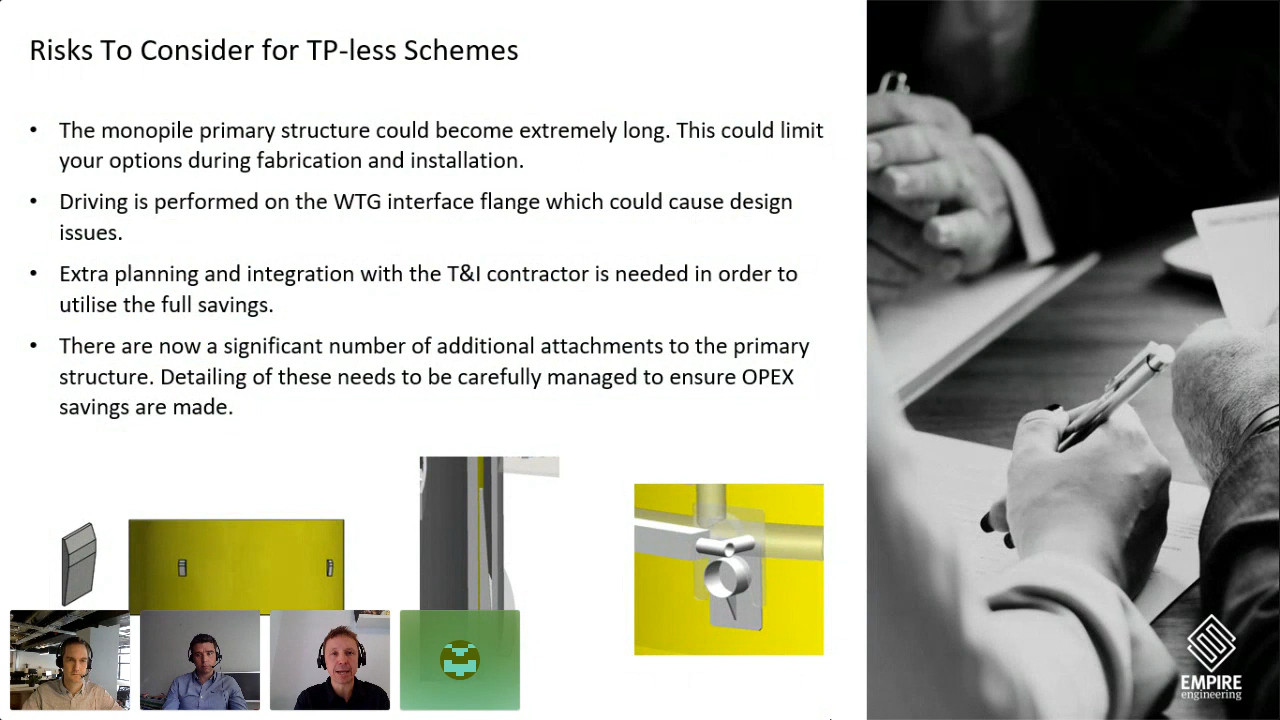 Risks To Consider for TP-less Schemes
• The monopile primary structure could become extremely long. This could limit
your options during fabrication and installation.
• Driving is performed on the WTG interface flange which could cause design
issues.
• Extra planning and integration with the T&I contractor is needed in order to
utilise the full savings.
• There are now a significant number of additional attachments to the primary
structure. Detailing of these needs to be carefully managed to ensure OPEX
savings are made.
EMPIRE
engineering